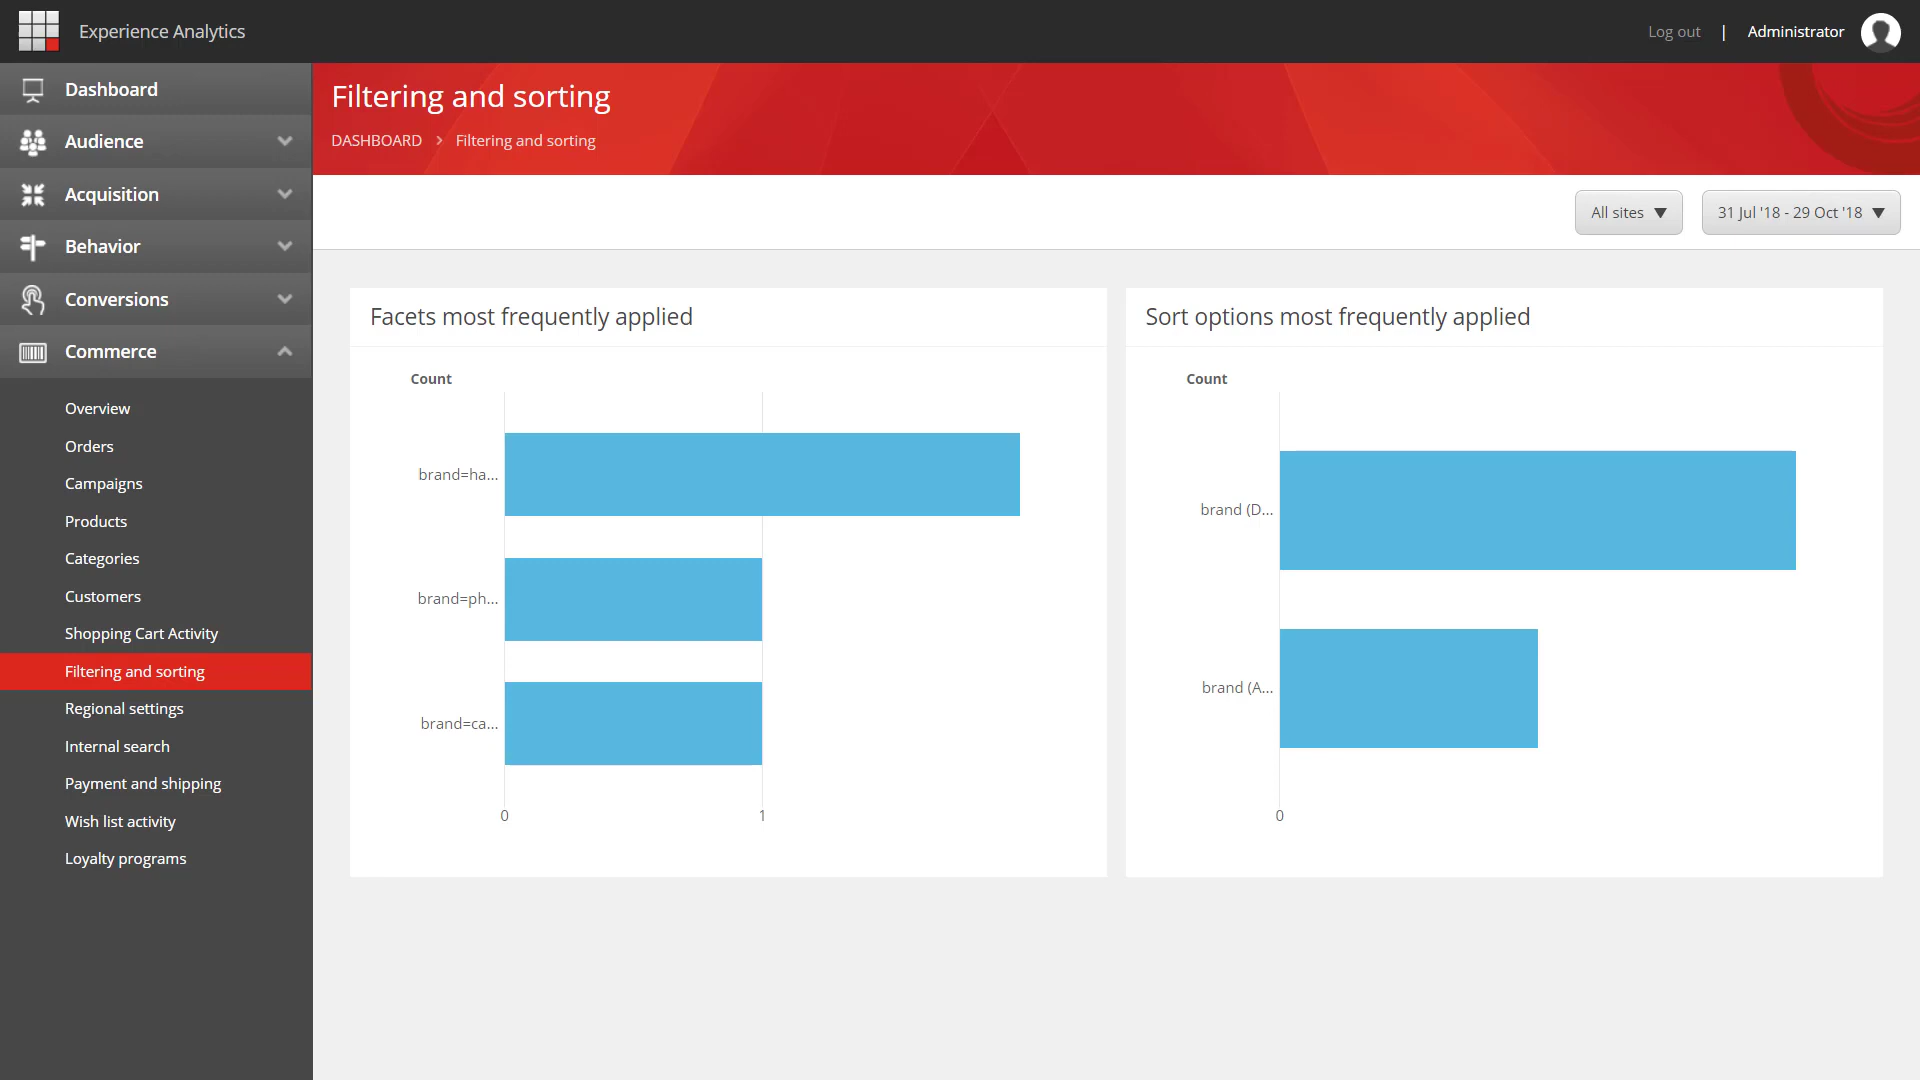 Experience Analytics
Log out | Administrator
Dashboard
Audience
Acquisition
Behavior
Conversions
Commerce
Overview
Orders
Campaigns
Products
Categories
Customers
Shopping Cart Activity
Filtering and sorting
Regional settings
Internal search
Payment and shipping
Wish list activity
Loyalty programs
Filtering and sorting
DASHBOARD > Filtering and sorting
All sites
31 Jul '18 - 29 Oct '18
Facets most frequently applied
Count
brand=ha...
brand=ph...
brand=ca...
0 1
Sort options most frequently applied
Count
brand (D...
brand (A...
0